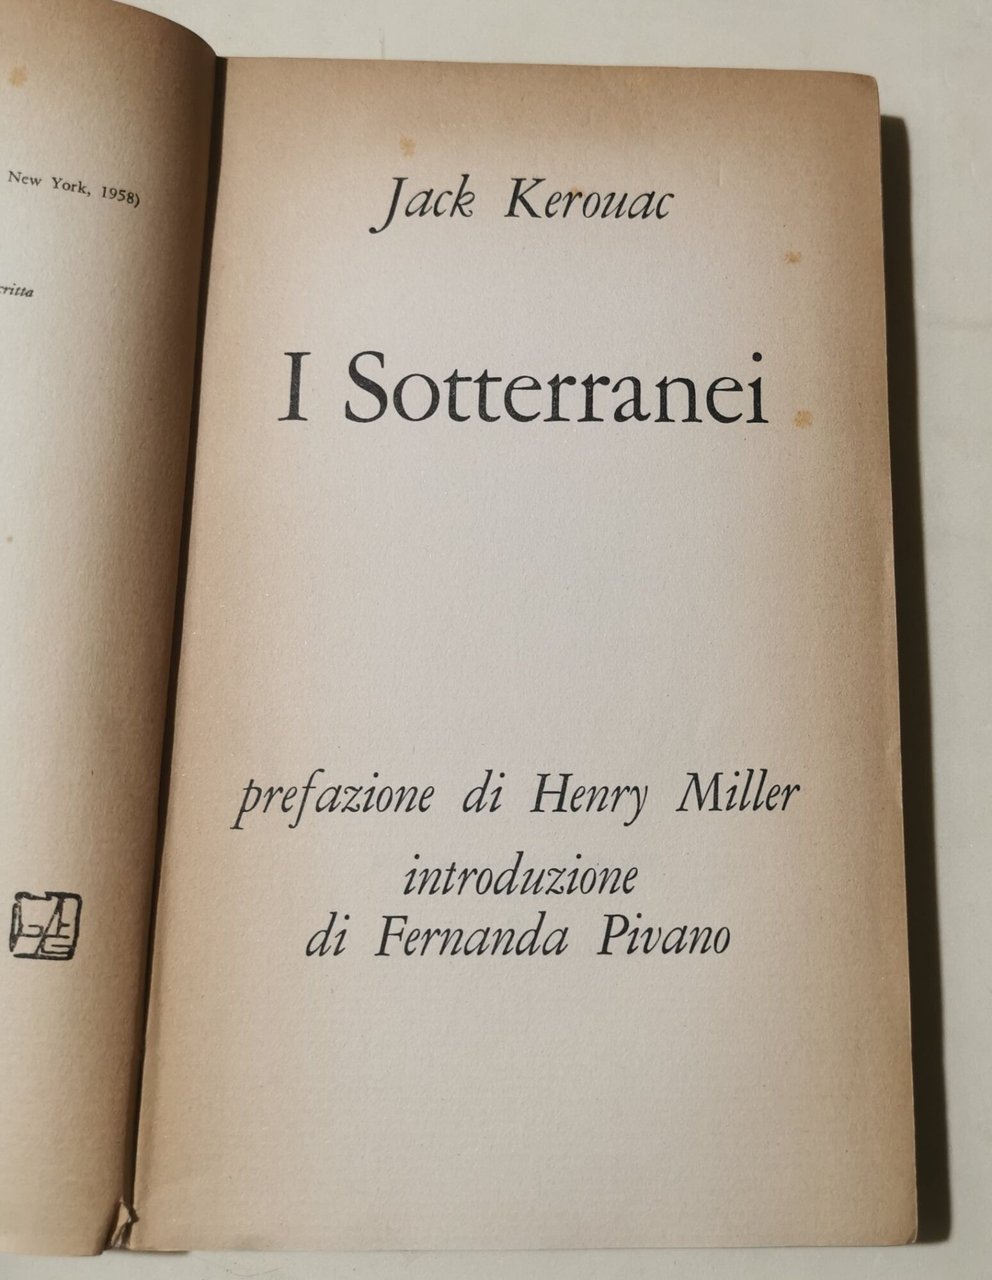 New York, 1958)
Jack Kerouac
I Sotterranei
prefazione di Henry Miller
introduzione
di Fernanda Pivano